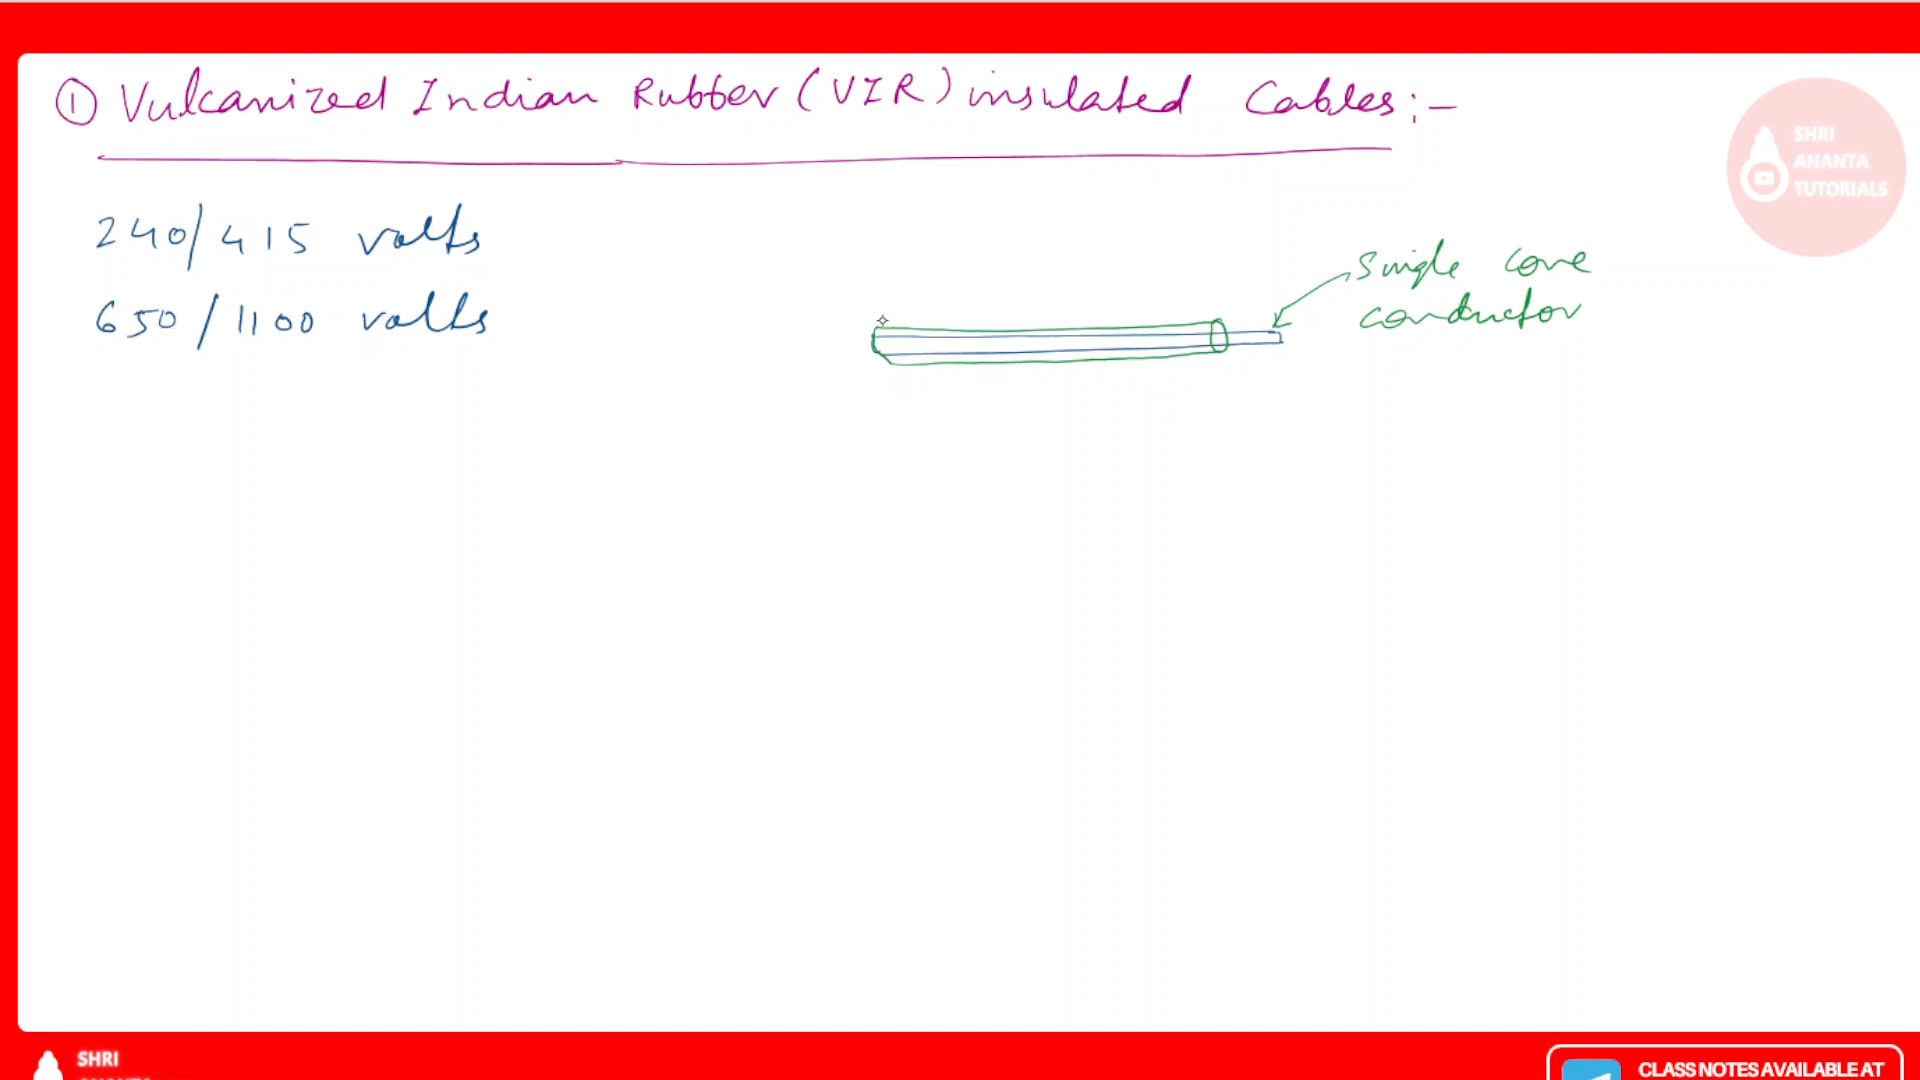 ① Vulcanized Indian Rubber (VIR) insulated Cables:-
240/415 volts
650/1100 volts
Single core
conductor
SHRI
ANANTA
TUTORIALS
SHRI
CLASS NOTES AVAILABLE AT